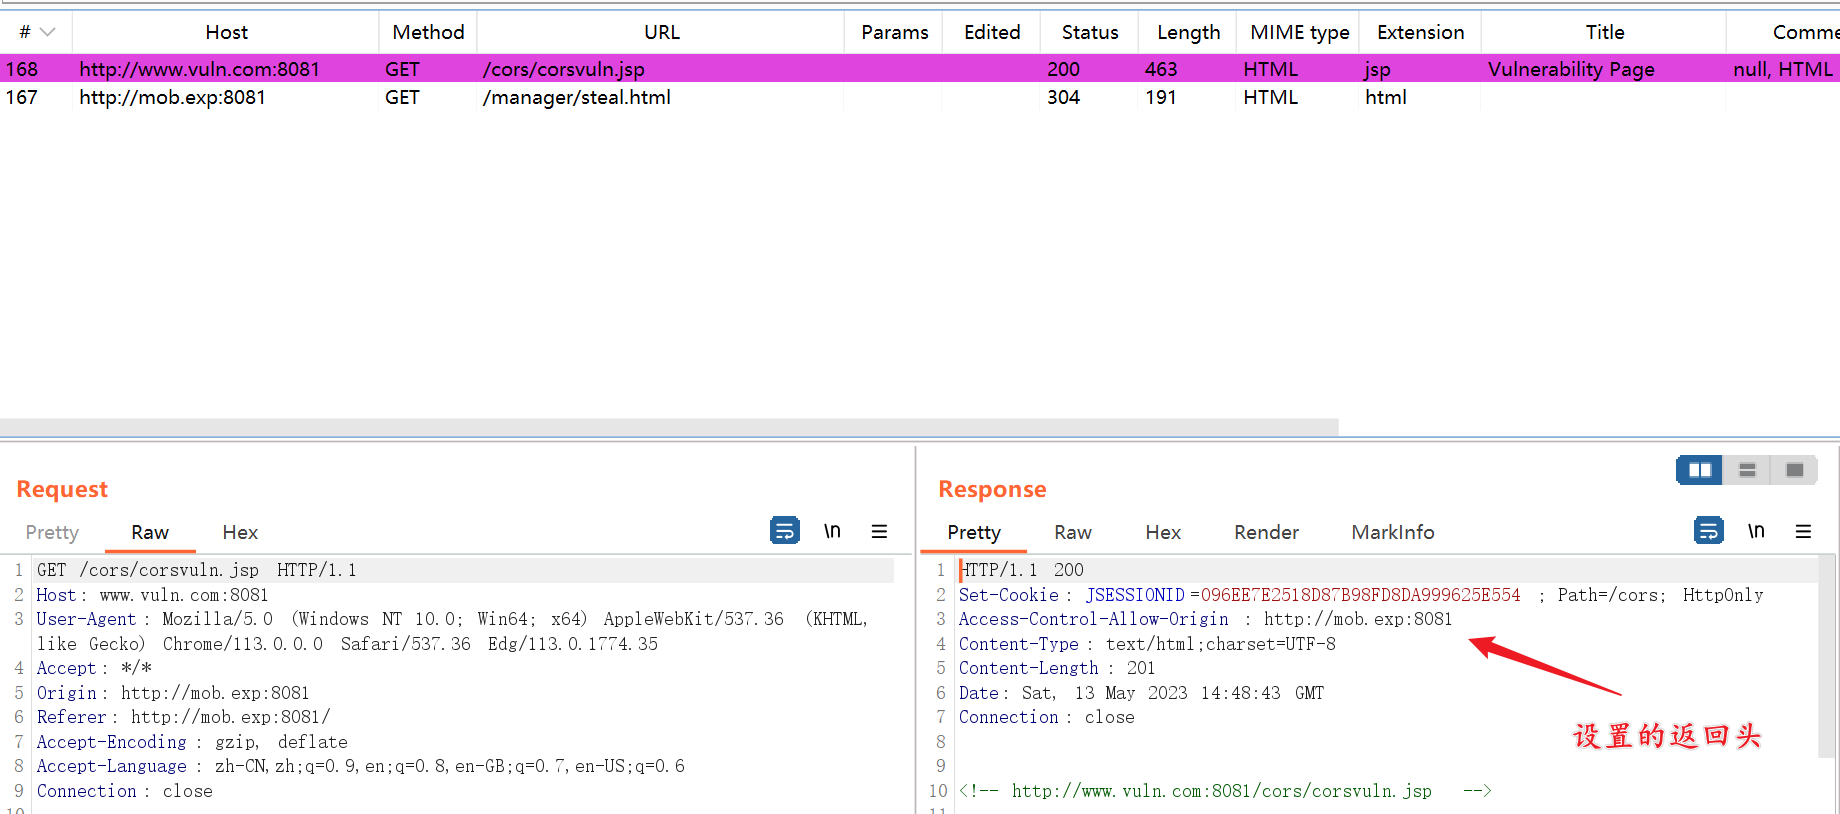 # Host Method URL Params Edited Status Length MIME type Extension Title Comme
168 http://www.vuln.com:8081 GET /cors/corsvuln.jsp 200 463 HTML jsp Vulnerability Page null, HTML
167 http://mob.exp:8081 GET /manager/steal.html 304 191 HTML html
Request
Pretty Raw Hex \n
1 GET /cors/corsvuln.jsp HTTP/1.1
2 Host: www.vuln.com:8081
3 User-Agent: Mozilla/5.0 (Windows NT 10.0; Win64; x64) AppleWebKit/537.36 (KHTML,
like Gecko) Chrome/113.0.0.0 Safari/537.36 Edg/113.0.1774.35
4 Accept: */*
5 Origin: http://mob.exp:8081
6 Referer: http://mob.exp:8081/
7 Accept-Encoding: gzip, deflate
8 Accept-Language: zh-CN,zh;q=0.9,en;q=0.8,en-GB;q=0.7,en-US;q=0.6
9 Connection: close
10
Response
Pretty Raw Hex Render MarkInfo \n
1 HTTP/1.1 200
2 Set-Cookie: JSESSIONID=096EE7E2518D87B98FD8DA999625E554 ; Path=/cors; HttpOnly
3 Access-Control-Allow-Origin : http://mob.exp:8081
4 Content-Type: text/html;charset=UTF-8
5 Content-Length: 201
6 Date: Sat, 13 May 2023 14:48:43 GMT
7 Connection: close
8
9
10 <!-- http://www.vuln.com:8081/cors/corsvuln.jsp -->
11
设置的返回头